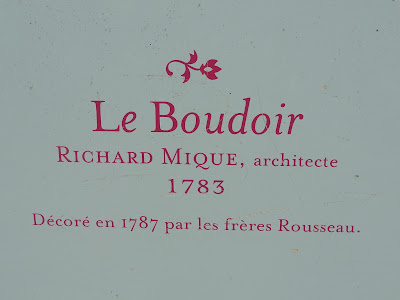 Le Boudoir
RICHARD MIQUE, architecte
1783
Décoré en 1787 par les frères Rousseau.